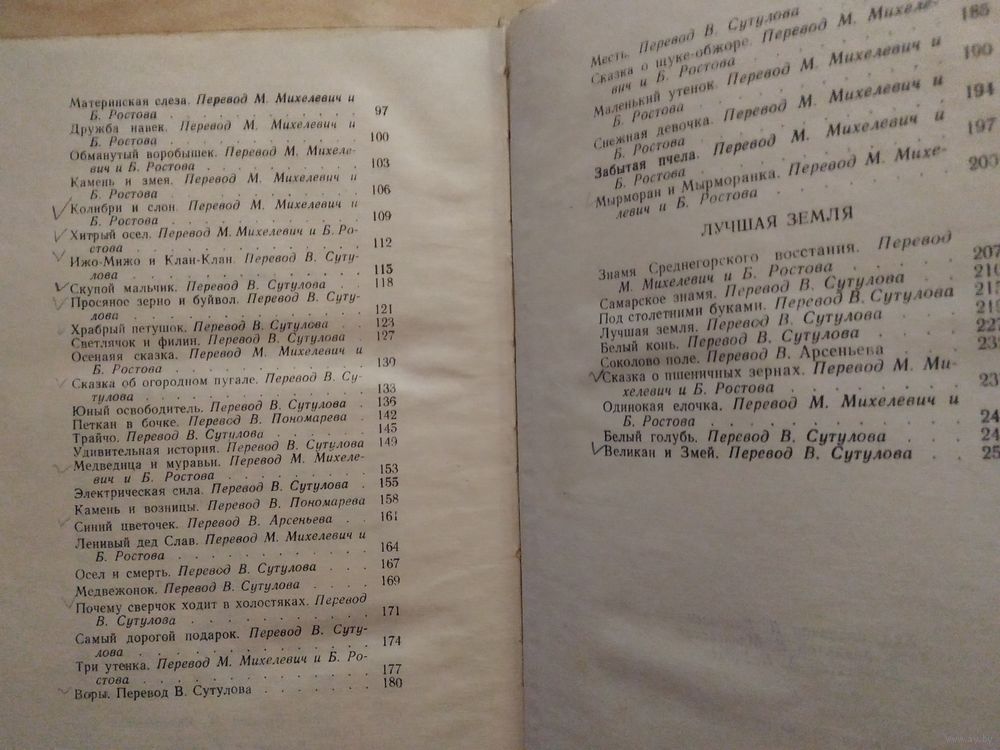 Материнская слеза. Перевод М. Михелевич и
Б. Ростова . . . . . . . . . . . 97
Дружба навек. Перевод М. Михелевич и
Б. Ростова . . . . . . . . . . . 100
Обманутый воробышек. Перевод М. Михеле-
вич и Б. Ростова . . . . . . . . . 103
Камень и змея. Перевод М. Михелевич и
Б. Ростова . . . . . . . . . . . 106
Колибри и слон. Перевод М. Михелевич и
Б. Ростова . . . . . . . . . . . 109
Хитрый осел. Перевод М. Михелевич и Б. Ро-
стова . . . . . . . . . . . . . 112
Ижо-Мижо и Клан-Клан. Перевод В. Суту-
лова . . . . . . . . . . . . . 115
Скупой мальчик. Перевод В. Сутулова . . 118
Просяное зерно и буйвол. Перевод В. Суту-
лова . . . . . . . . . . . . . 121
Храбрый петушок. Перевод В. Сутулова . . 123
Светлячок и филин. Перевод В. Сутулова . 127
Осенняя сказка. Перевод М. Михелевич и
Б. Ростова . . . . . . . . . . . 130
Сказка об огородном пугале. Перевод В. Су-
тулова . . . . . . . . . . . . 133
Юный освободитель. Перевод В. Сутулова . 136
Петкан в бочке. Перевод В. Пономарева . 142
Трайчо. Перевод В. Сутулова . . . . . 145
Удивительная история. Перевод В. Сутулова 149
Медведица и муравьи. Перевод М. Михеле-
вич и Б. Ростова . . . . . . . . . 153
Электрическая сила. Перевод В. Сутулова . 155
Камень и возницы. Перевод В. Пономарева 158
Синий цветочек. Перевод В. Арсеньева . . 161
Ленивый дед Слав. Перевод М. Михелевич и
Б. Ростова . . . . . . . . . . . 164
Осел и смерть. Перевод В. Сутулова . . . 167
Медвежонок. Перевод В. Сутулова . . . . 169
Почему сверчок ходит в холостяках. Перевод
В. Сутулова . . . . . . . . . . 171
Самый дорогой подарок. Перевод В. Суту-
лова . . . . . . . . . . . . . 174
Три утенка. Перевод М. Михелевич и Б. Ро-
стова . . . . . . . . . . . . . 177
Воры. Перевод В. Сутулова . . . . . . . 180
Месть. Перевод В. Сутулова
Сказка о щуке-обжоре. Перевод М. Михеле- 185
вич и Б. Ростова
Маленький утенок. Перевод М. Михелевич и 190
Б. Ростова
Снежная девочка. Перевод М. Михелевич и 194
Б. Ростова
Забытая пчела. Перевод М. Михелевич и 197
Б. Ростова
Мырморан и Мырморанка. Перевод М. Михе-
левич и Б. Ростова
ЛУЧШАЯ ЗЕМЛЯ
Знамя Среднегорского восстания. Перевод
М. Михелевич и Б. Ростова . . . . 207
Самарское знамя. Перевод В. Сутулова
Под столетними буками. Перевод В. Сутулова
Лучшая земля. Перевод В. Сутулова
Белый конь. Перевод В. Сутулова
Соколово поле. Перевод В. Арсеньева
Сказка о пшеничных зернах. Перевод М. Ми-
хелевич и Б. Ростова
Одинокая елочка. Перевод М. Михелевич и
Б. Ростова
Белый голубь. Перевод В. Сутулова
Великан и Змей. Перевод В. Сутулова